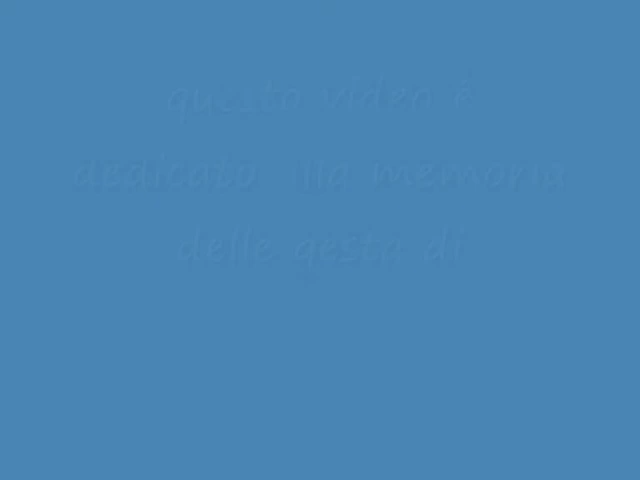 questo video è
dedicato alla memoria
delle gesta di